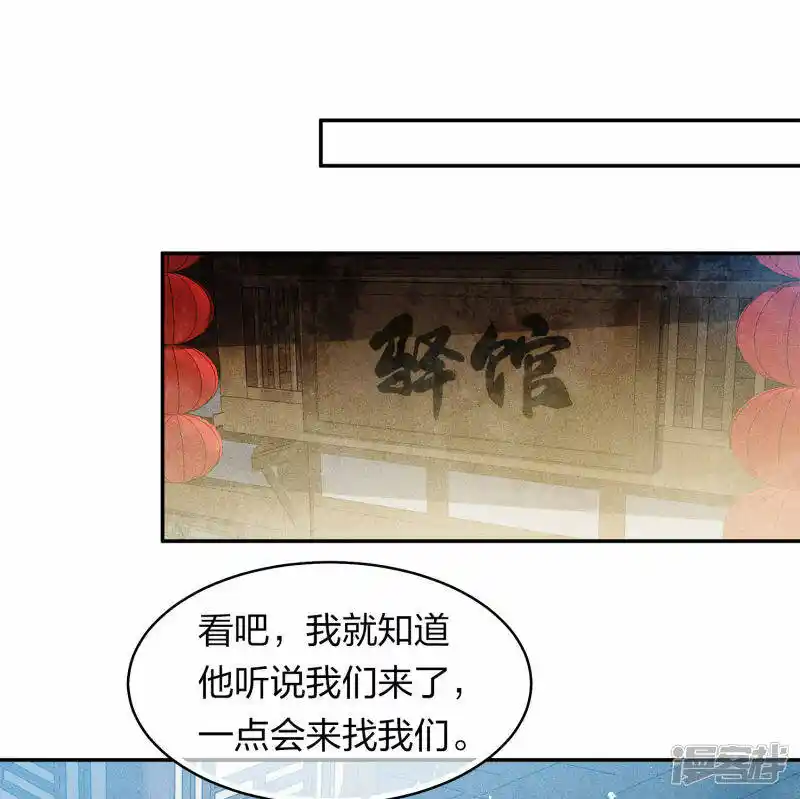 驿馆
看吧，我就知道
他听说我们来了，
一点会来找我们。
漫客栈